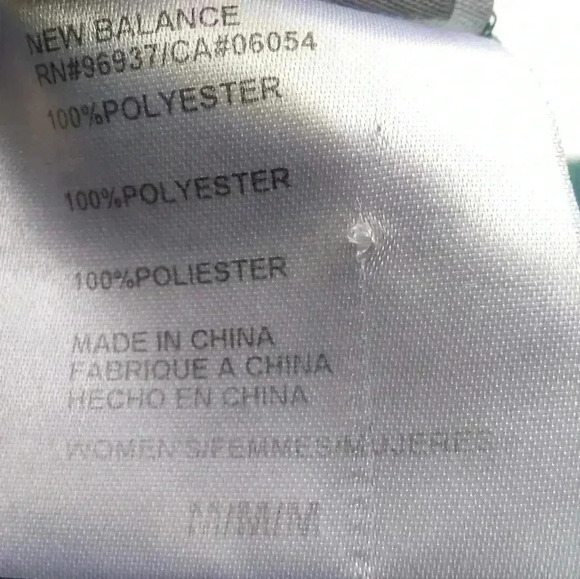 NEW BALANCE
RN#96937/CA#06054
100%POLYESTER
100%POLYESTER
100%POLIESTER
MADE IN CHINA
FABRIQUE A CHINA
HECHO EN CHINA
WOMEN'S/FEMMES/MUJERES
M/M/M